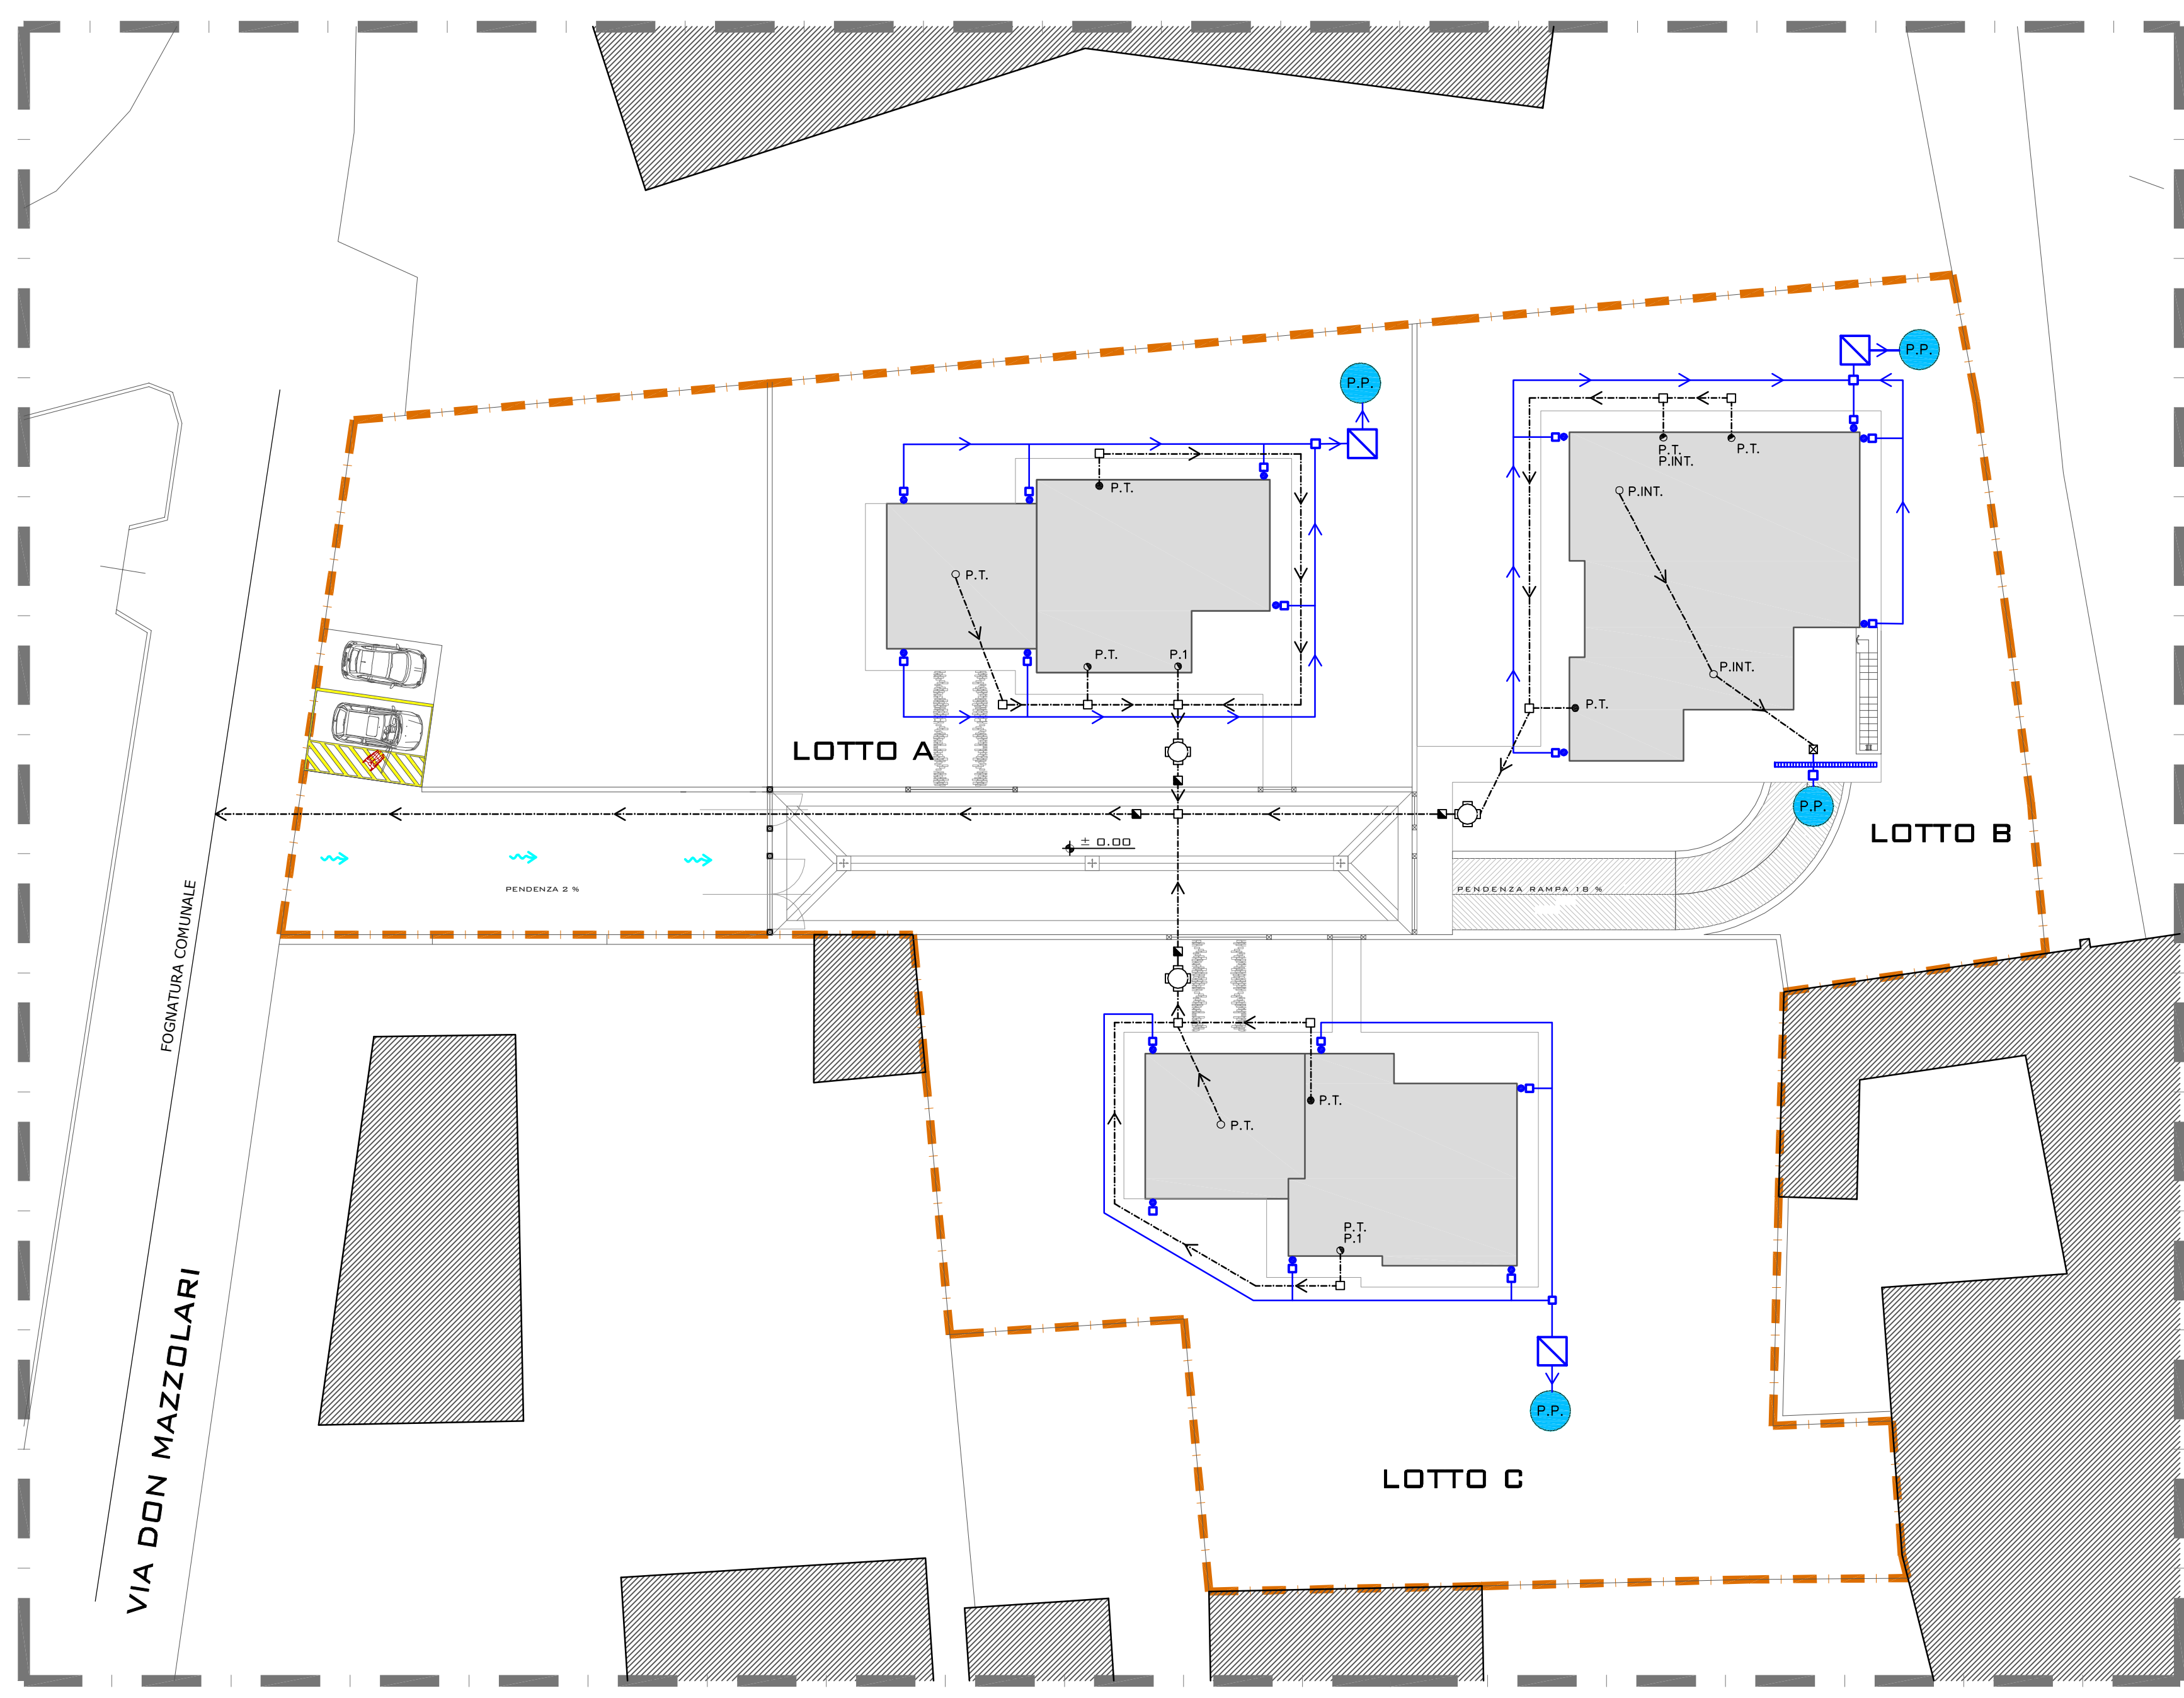 P.P.
P.P.
P.T.
P.INT.
P.T.
P.INT.
P.T.
P.T.
P.T.
P.1
P.INT.
P.T.
LOTTO A
P.P.
LOTTO B
± 0.00
PENDENZA 2 %
PENDENZA RAMPA 18 %
FOGNATURA COMUNALE
P.T.
P.T.
P.T.
P.1
VIA DON MAZZOLARI
P.P.
LOTTO C